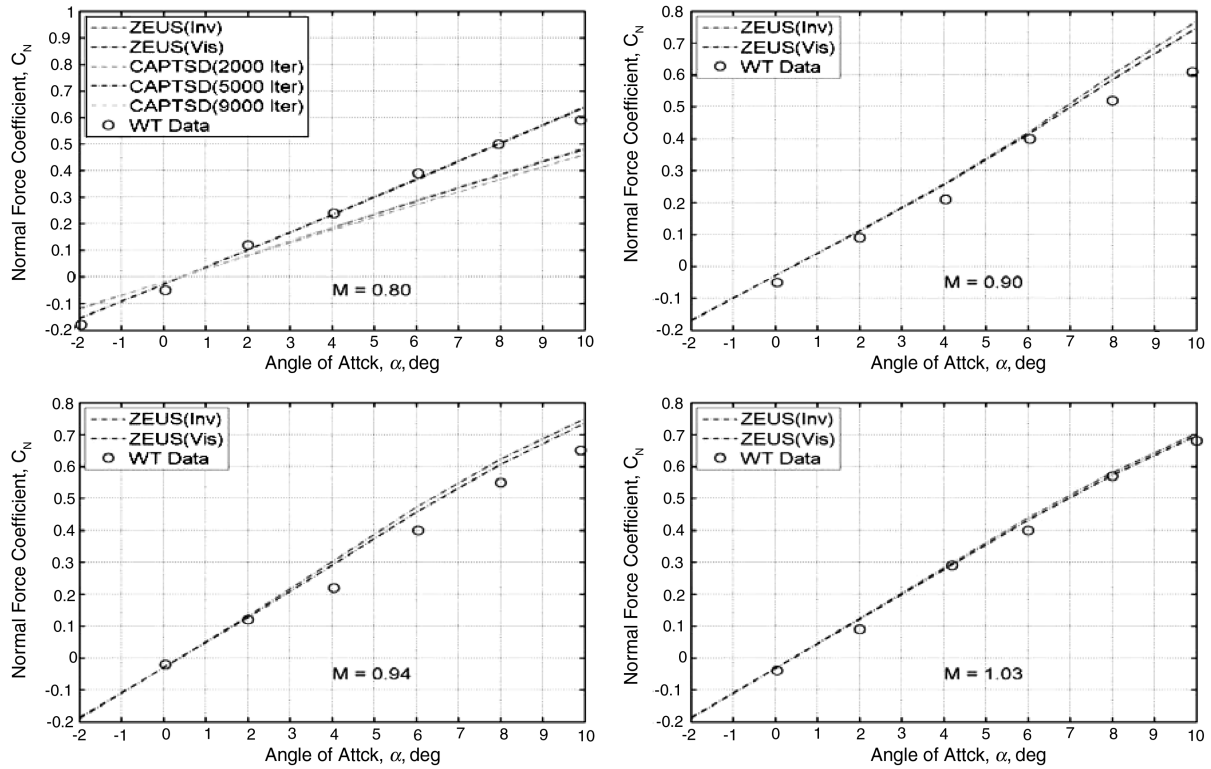 Normal Force Coefficient, C_N
1
0.9
0.8
0.7
0.6
0.5
0.4
0.3
0.2
0.1
0
-0.1
-0.2
ZEUS(Inv)
ZEUS(Vis)
CAPTSD(2000 Iter)
CAPTSD(5000 Iter)
CAPTSD(9000 Iter)
WT Data
M = 0.80
-2 -1 0 1 2 3 4 5 6 7 8 9 10
Angle of Attck, α, deg
Normal Force Coefficient, C_N
0.8
0.7
0.6
0.5
0.4
0.3
0.2
0.1
0
-0.1
-0.2
ZEUS(Inv)
ZEUS(Vis)
WT Data
M = 0.90
-2 -1 0 1 2 3 4 5 6 7 8 9 10
Angle of Attck, α, deg
Normal Force Coefficient, C_N
0.8
0.7
0.6
0.5
0.4
0.3
0.2
0.1
0
-0.1
-0.2
ZEUS(Inv)
ZEUS(Vis)
WT Data
M = 0.94
-2 -1 0 1 2 3 4 5 6 7 8 9 10
Angle of Attck, α, deg
Normal Force Coefficient, C_N
0.8
0.7
0.6
0.5
0.4
0.3
0.2
0.1
0
-0.1
-0.2
ZEUS(Inv)
ZEUS(Vis)
WT Data
M = 1.03
-2 -1 0 1 2 3 4 5 6 7 8 9 10
Angle of Attck, α, deg